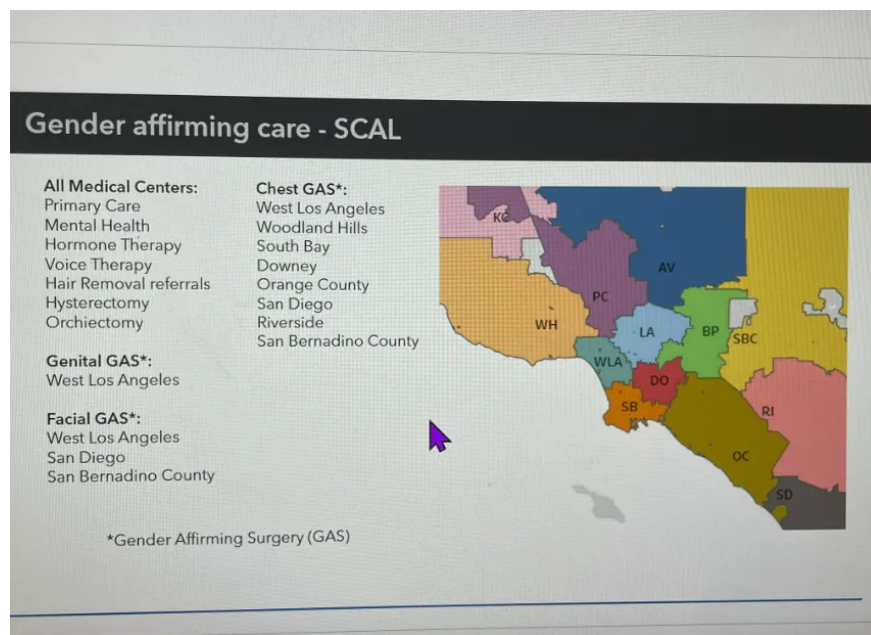 Gender affirming care - SCAL
All Medical Centers:
Primary Care
Mental Health
Hormone Therapy
Voice Therapy
Hair Removal referrals
Hysterectomy
Orchiectomy
Genital GAS*:
West Los Angeles
Facial GAS*:
West Los Angeles
San Diego
San Bernadino County
Chest GAS*:
West Los Angeles
Woodland Hills
South Bay
Downey
Orange County
San Diego
Riverside
San Bernadino County
KC
AV
PC
WH
LA
BP
SBC
WLA
DO
SB
RI
OC
SD
*Gender Affirming Surgery (GAS)